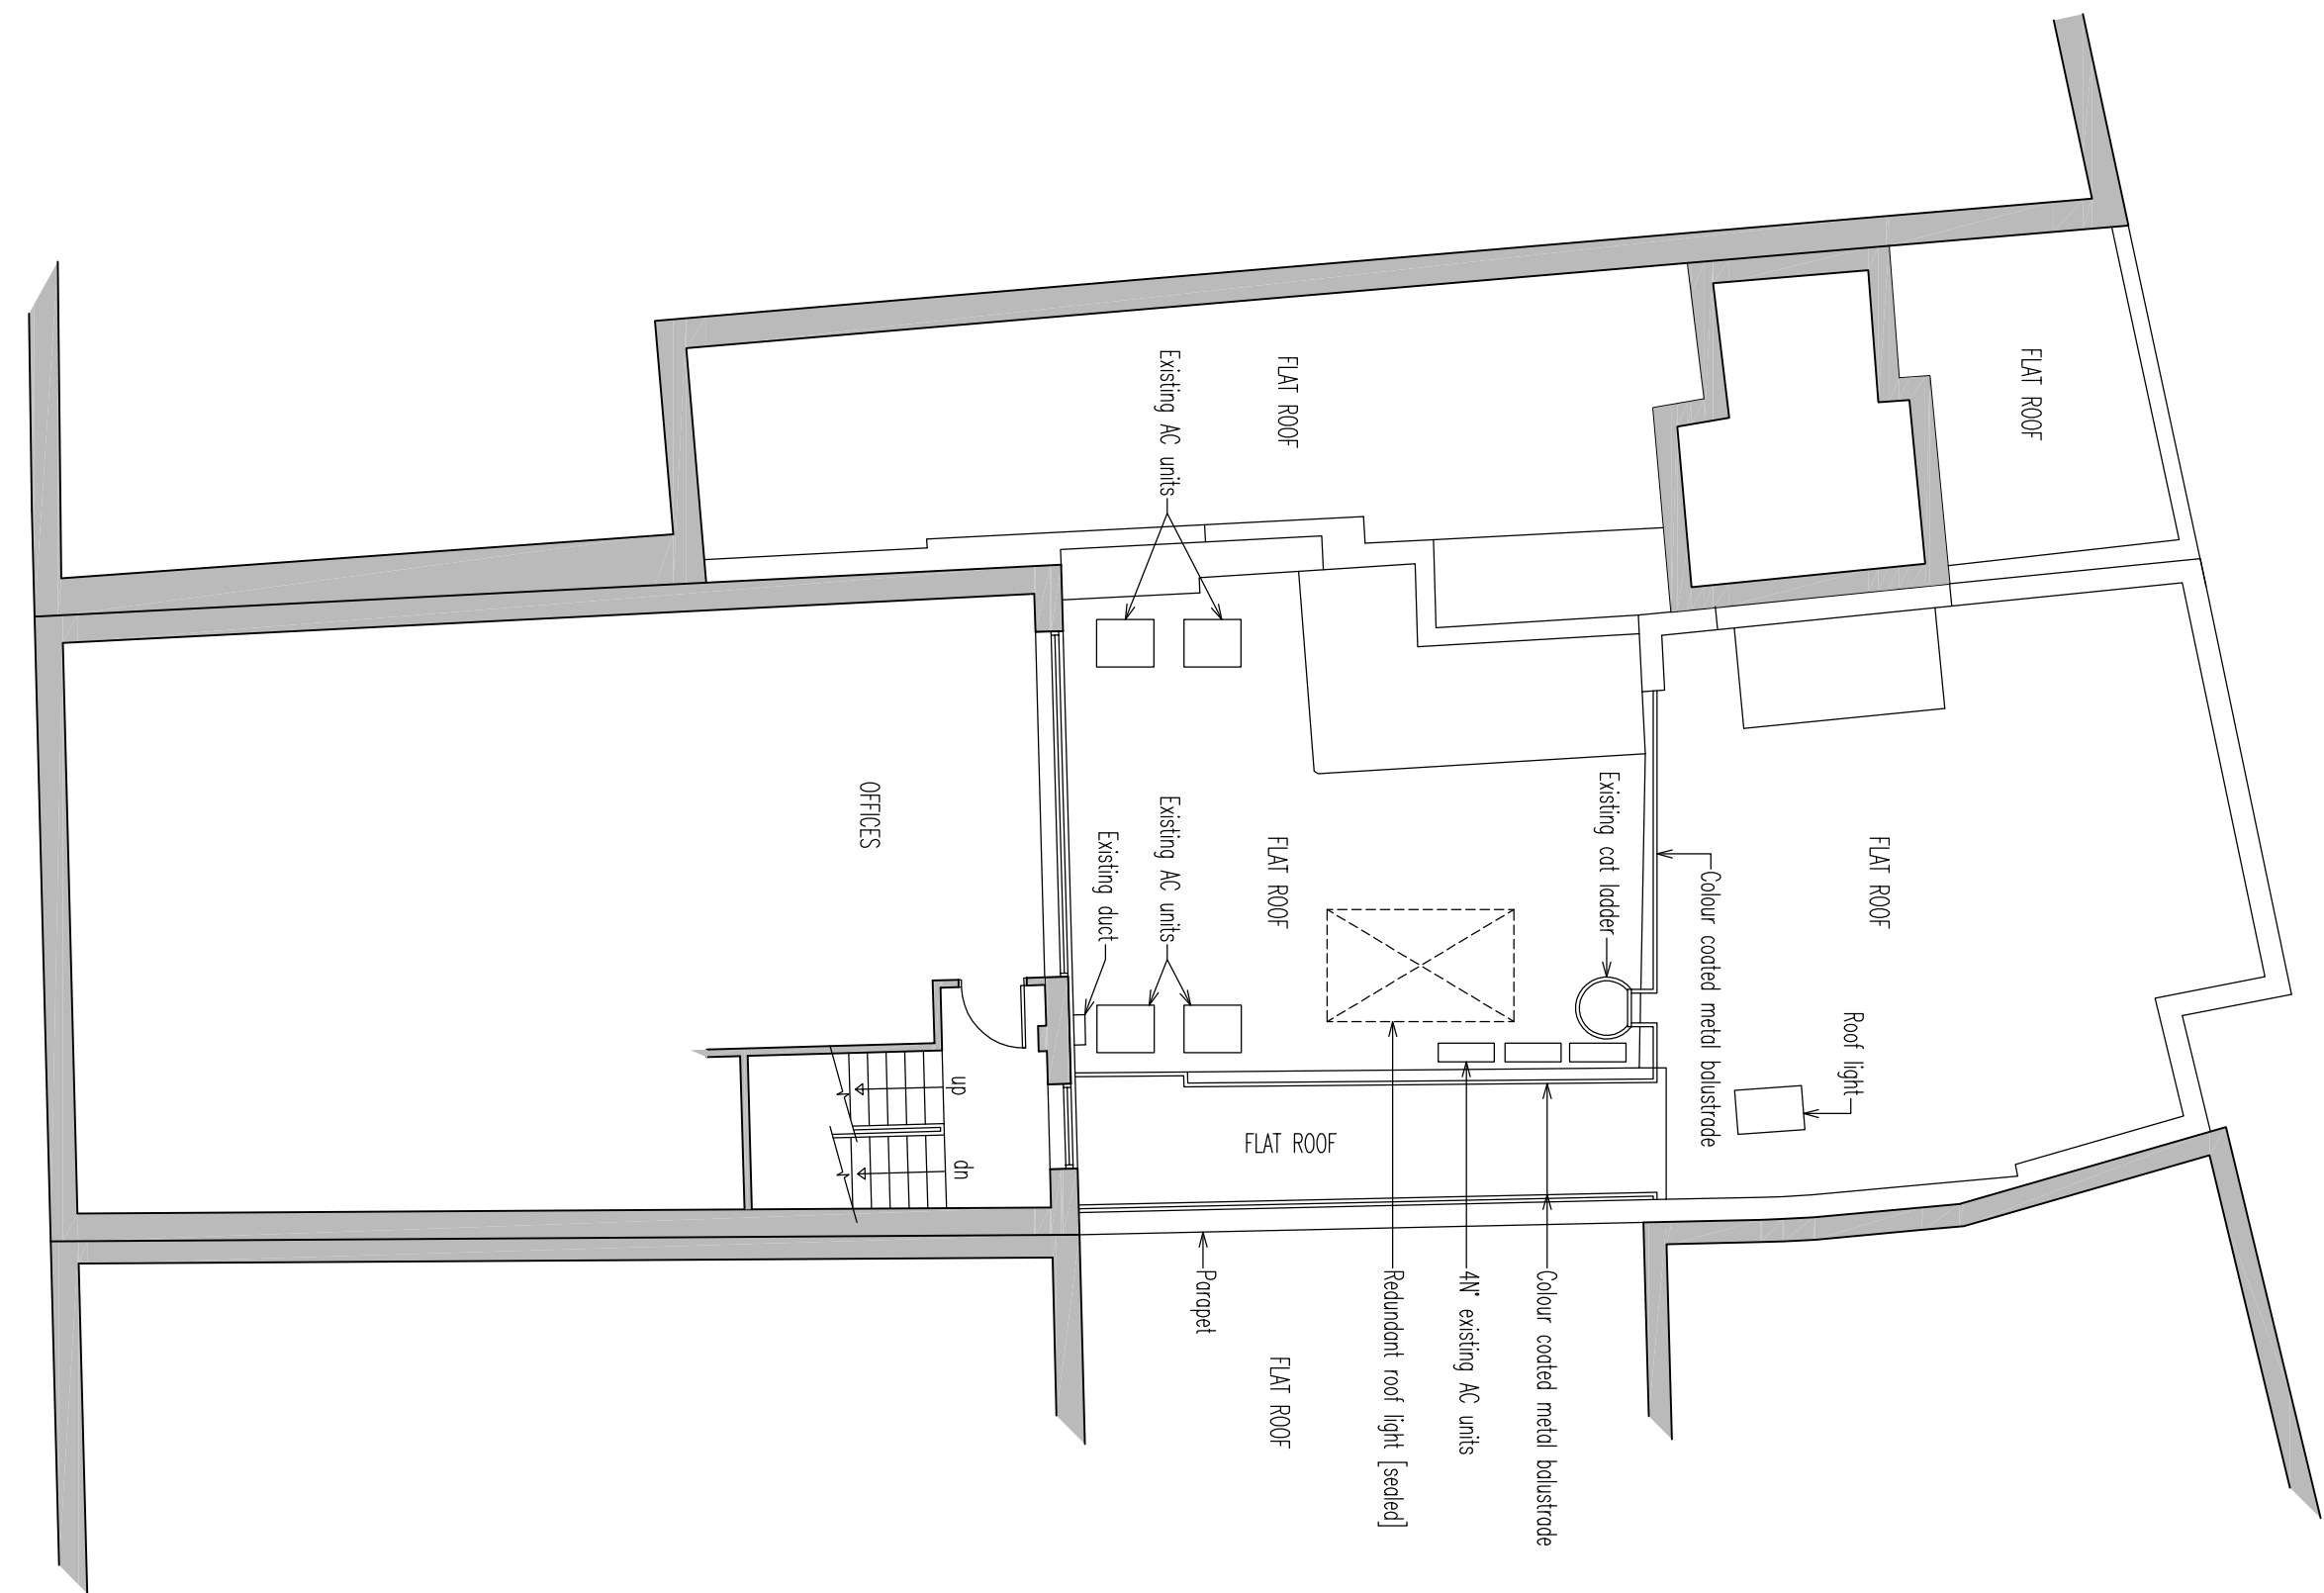 FLAT ROOF
FLAT ROOF
Existing AC units
OFFICES
Existing AC units
Existing duct
FLAT ROOF
Existing cat ladder
Colour coated metal balustrade
FLAT ROOF
Roof light
up
dn
FLAT ROOF
Parapet
Redundant roof light [sealed]
4N° existing AC units
Colour coated metal balustrade
FLAT ROOF